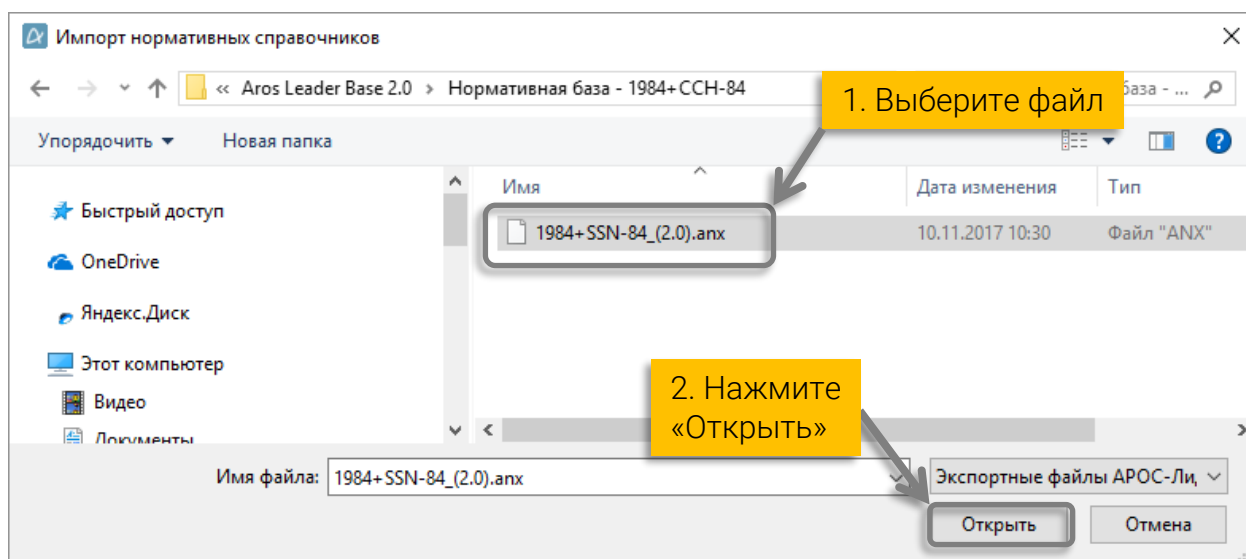 Импорт нормативных справочников
« Aros Leader Base 2.0 › Нормативная база - 1984+ССН-84
база - ...
1. Выберите файл
Упорядочить
Новая папка
Имя
Дата изменения
Тип
Быстрый доступ
1984+SSN-84_(2.0).anx
10.11.2017 10:30
Файл "ANX"
OneDrive
Яндекс.Диск
Этот компьютер
Видео
Документы
2. Нажмите
«Открыть»
Имя файла:
1984+SSN-84_(2.0).anx
Экспортные файлы АРОС-Ли
Открыть
Отмена